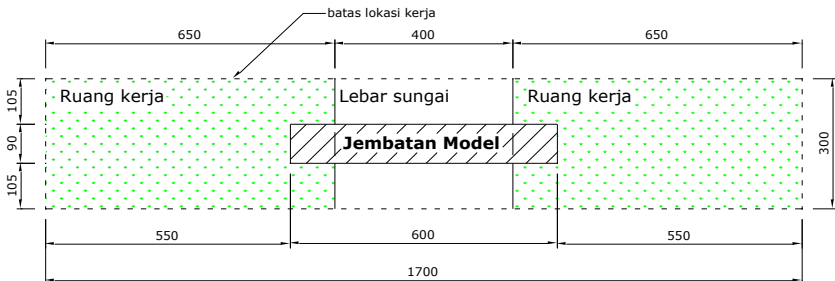 batas lokasi kerja
650
400
650
Ruang kerja
Lebar sungai
Ruang kerja
105
90
105
Jembatan Model
300
550
600
550
1700